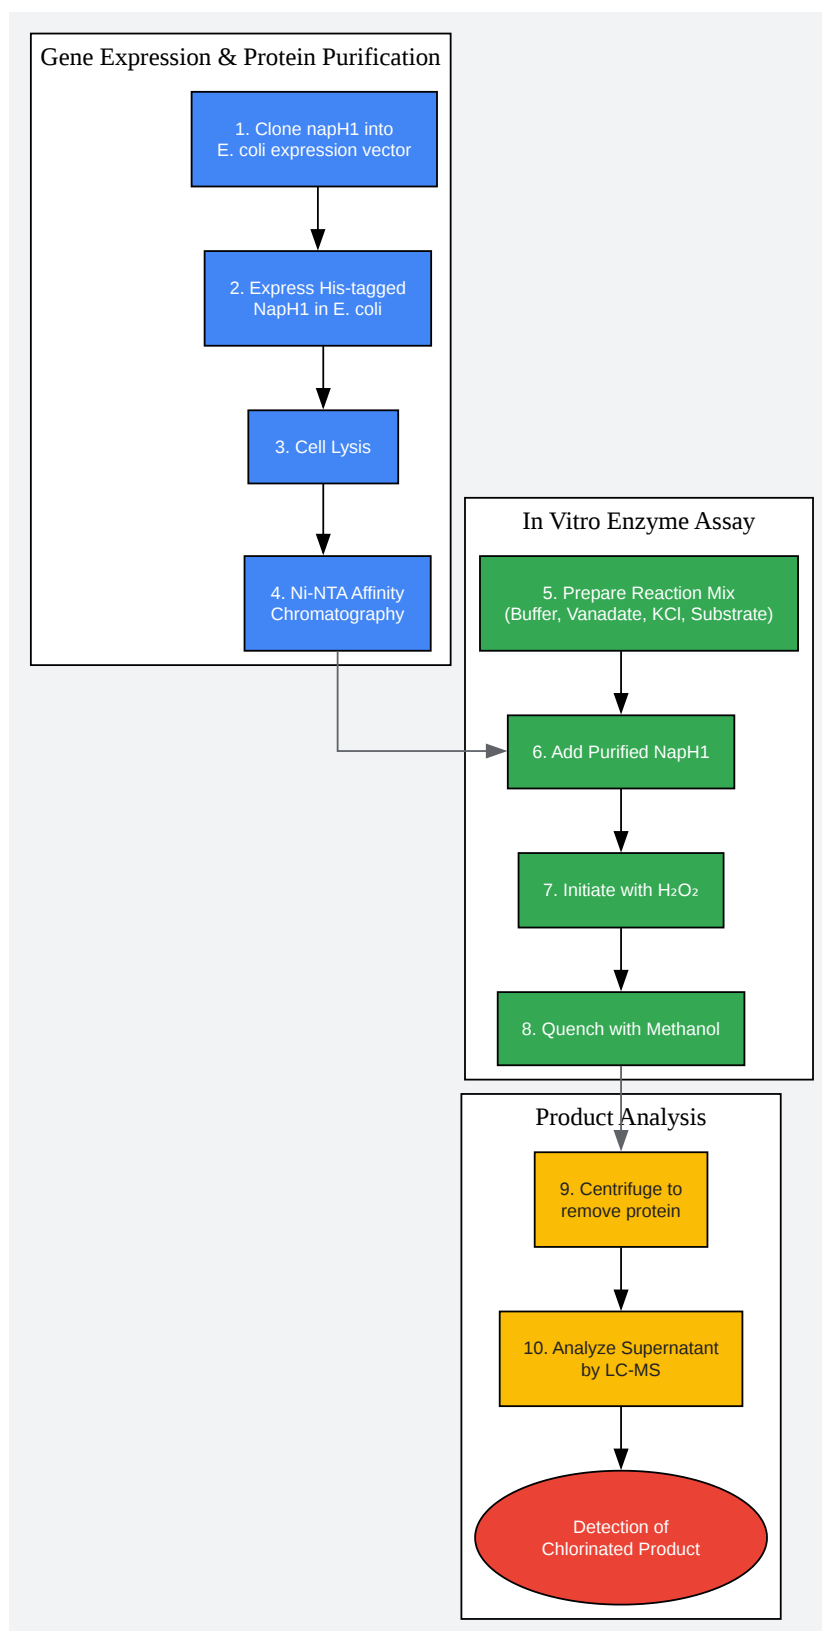 Gene Expression & Protein Purification
1. Clone napH1 into
E. coli expression vector
2. Express His-tagged
NapH1 in E. coli
3. Cell Lysis
4. Ni-NTA Affinity
Chromatography
In Vitro Enzyme Assay
5. Prepare Reaction Mix
(Buffer, Vanadate, KCl, Substrate)
6. Add Purified NapH1
7. Initiate with H₂O₂
8. Quench with Methanol
Product Analysis
9. Centrifuge to
remove protein
10. Analyze Supernatant
by LC-MS
Detection of
Chlorinated Product